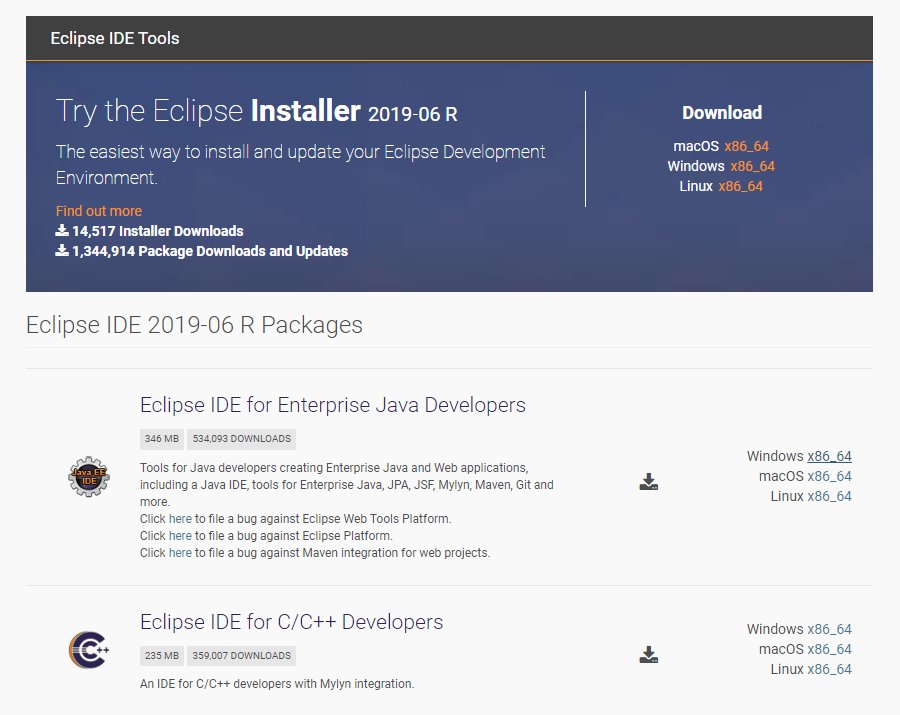 Eclipse IDE Tools
Try the Eclipse Installer 2019-06 R
The easiest way to install and update your Eclipse Development
Environment.
Find out more
14,517 Installer Downloads
1,344,914 Package Downloads and Updates
Download
macOS x86_64
Windows x86_64
Linux x86_64
Eclipse IDE 2019-06 R Packages
Eclipse IDE for Enterprise Java Developers
346 MB 534,093 DOWNLOADS
Java EE
IDE
Tools for Java developers creating Enterprise Java and Web applications,
including a Java IDE, tools for Enterprise Java, JPA, JSF, Mylyn, Maven, Git and
more.
Click here to file a bug against Eclipse Web Tools Platform.
Click here to file a bug against Eclipse Platform.
Click here to file a bug against Maven integration for web projects.
Windows x86_64
macOS x86_64
Linux x86_64
Eclipse IDE for C/C++ Developers
235 MB 359,007 DOWNLOADS
C++
An IDE for C/C++ developers with Mylyn integration.
Windows x86_64
macOS x86_64
Linux x86_64